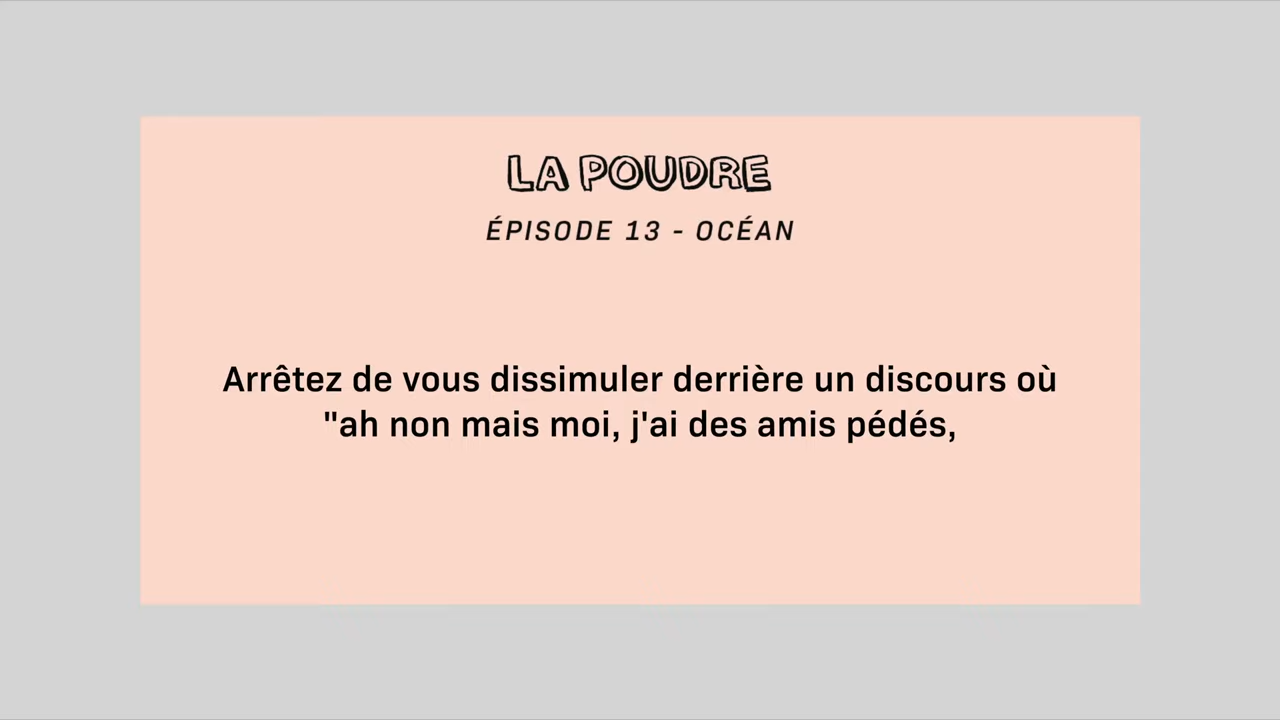 LA POUDRE
ÉPISODE 13 - OCÉAN
Arrêtez de vous dissimuler derrière un discours où
"ah non mais moi, j'ai des amis pédés,